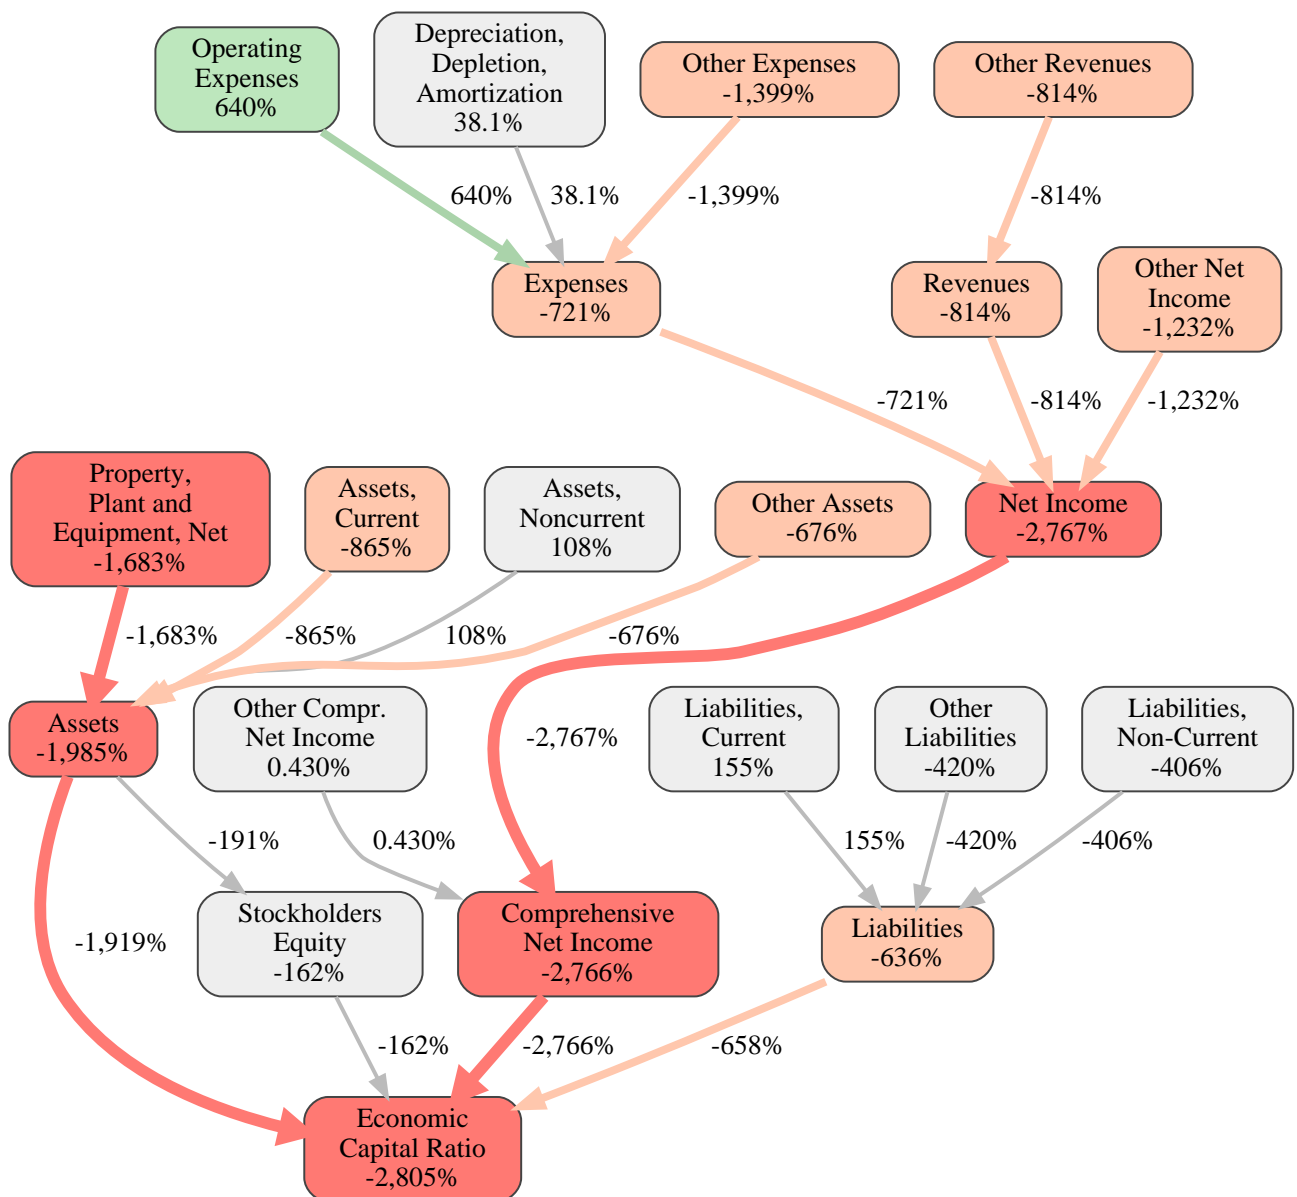 Operating
Expenses
640%
Depreciation,
Depletion,
Amortization
38.1%
Other Expenses
-1,399%
Other Revenues
-814%
640%
38.1%
-1,399%
-814%
Expenses
-721%
Revenues
-814%
Other Net
Income
-1,232%
-721%
-814%
-1,232%
Property,
Plant and
Equipment, Net
-1,683%
Assets,
Current
-865%
Assets,
Noncurrent
108%
Other Assets
-676%
Net Income
-2,767%
-1,683%
-865%
108%
-676%
Assets
-1,985%
Other Compr.
Net Income
0.430%
-2,767%
Liabilities,
Current
155%
Other
Liabilities
-420%
Liabilities,
Non-Current
-406%
-191%
0.430%
155%
-420%
-406%
-1,919%
Stockholders
Equity
-162%
Comprehensive
Net Income
-2,766%
Liabilities
-636%
-162%
-2,766%
-658%
Economic
Capital Ratio
-2,805%